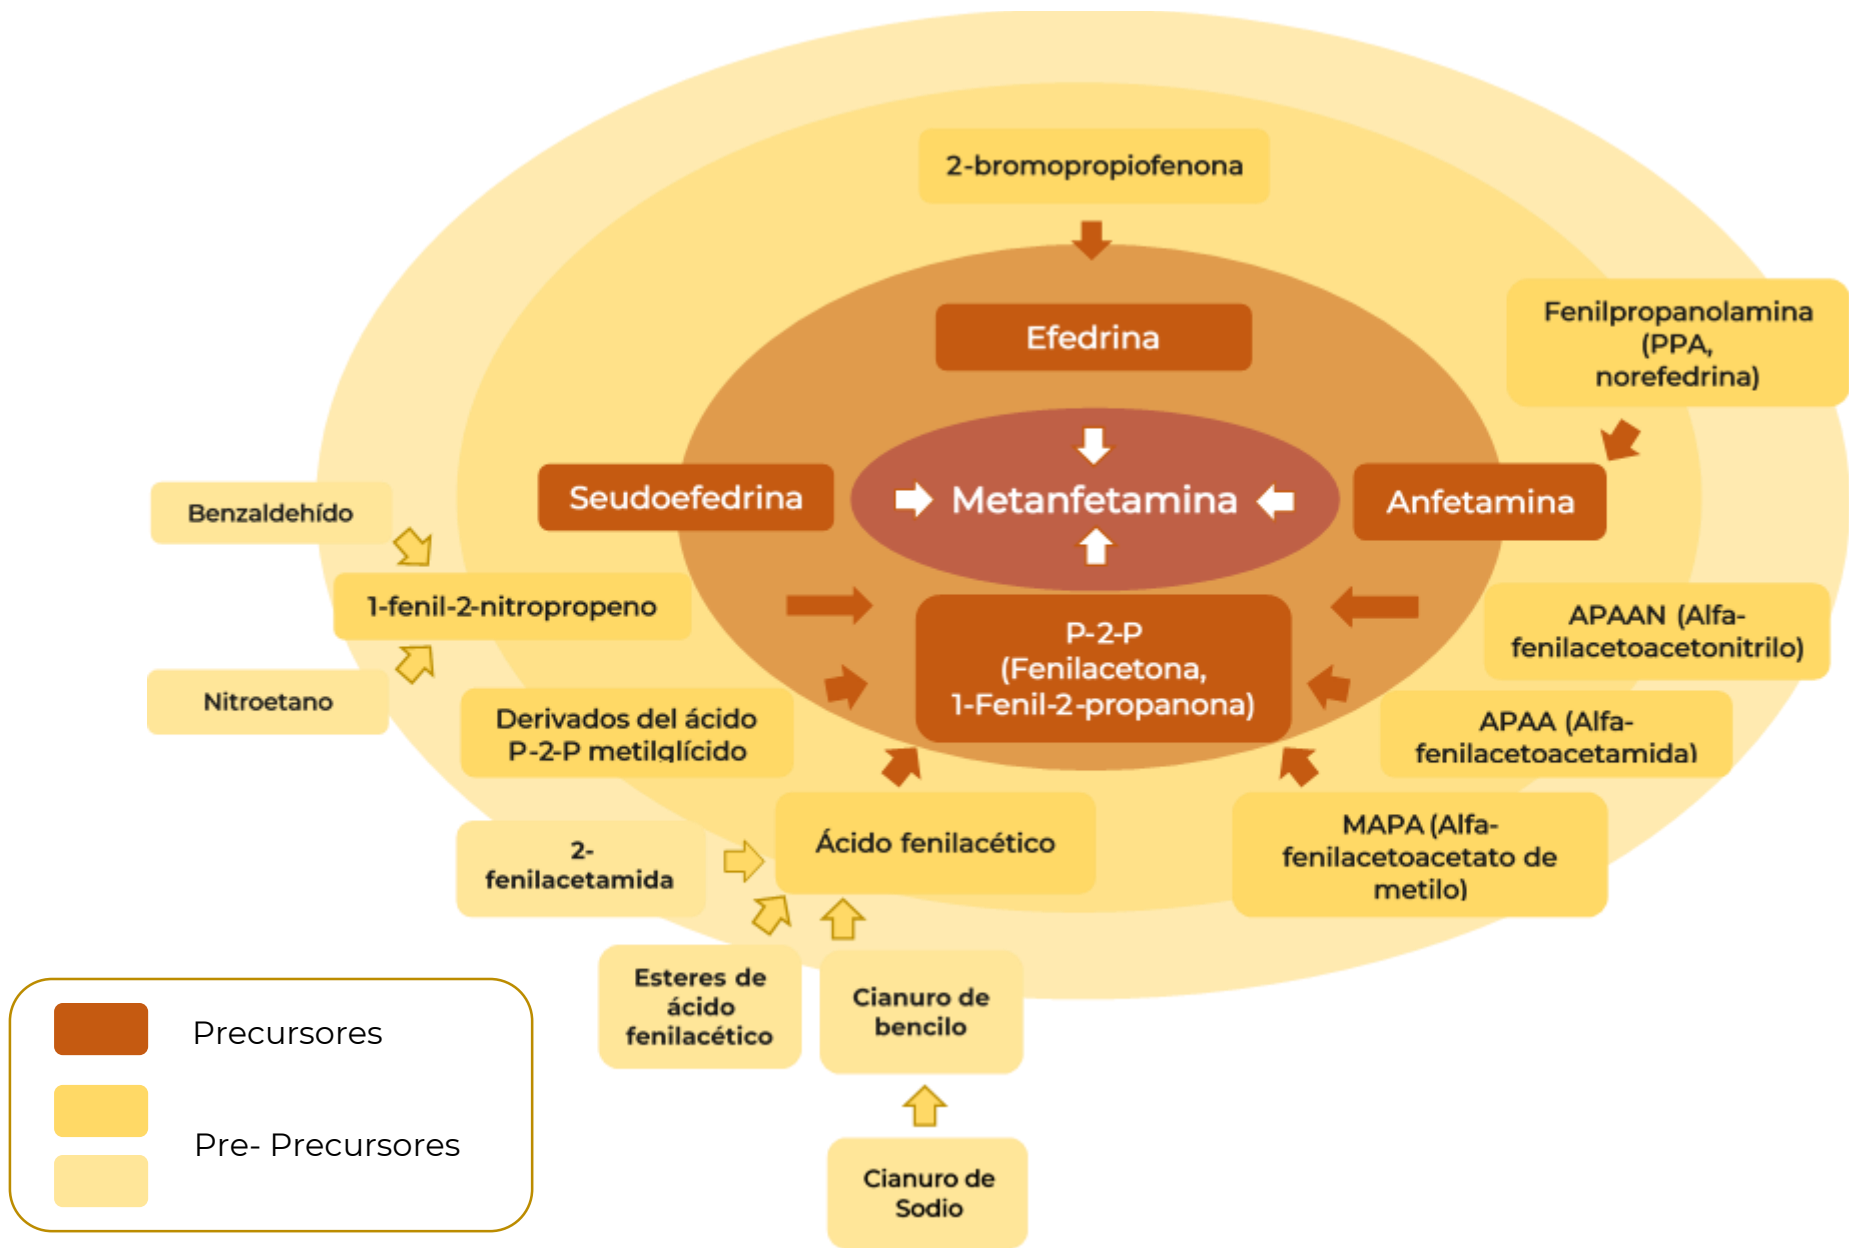 2-bromopropiofenona
Efedrina
Fenilpropanolamina
(PPA,
norefedrina)
Seudoefedrina
Metanfetamina
Anfetamina
Benzaldehído
1-fenil-2-nitropropeno
Nitroetano
P-2-P
(Fenilacetona,
1-Fenil-2-propanona)
APAAN (Alfa-
fenilacetoacetonitrilo)
Derivados del ácido
P-2-P metilglícido
APAA (Alfa-
fenilacetoacetamida)
2-
fenilacetamida
Ácido fenilacético
MAPA (Alfa-
fenilacetoacetato de
metilo)
Esteres de
ácido
fenilacético
Cianuro de
bencilo
Cianuro de
Sodio
Precursores
Pre- Precursores